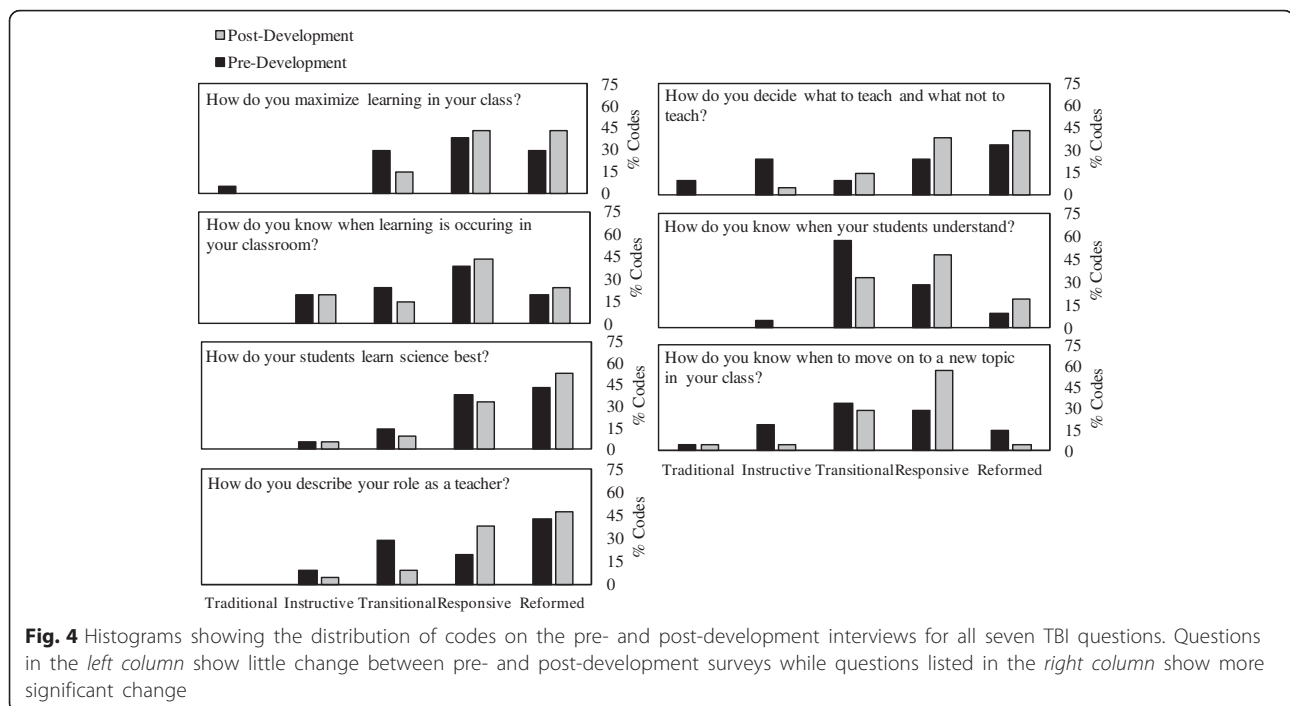 Post-Development
Pre-Development
How do you maximize learning in your class?
75
60
45
30
15
0
% Codes
How do you know when learning is occuring in
your classroom?
75
60
45
30
15
0
% Codes
How do your students learn science best?
75
60
45
30
15
0
% Codes
How do you describe your role as a teacher?
75
60
45
30
15
0
% Codes
Traditional Instructive Transitional Responsive Reformed
How do you decide what to teach and what not to
teach?
75
60
45
30
15
0
% Codes
How do you know when your students understand?
75
60
45
30
15
0
% Codes
How do you know when to move on to a new topic
in your class?
75
60
45
30
15
0
% Codes
Traditional Instructive Transitional Responsive Reformed
Fig. 4 Histograms showing the distribution of codes on the pre- and post-development interviews for all seven TBI questions. Questions
in the left column show little change between pre- and post-development surveys while questions listed in the right column show more
significant change